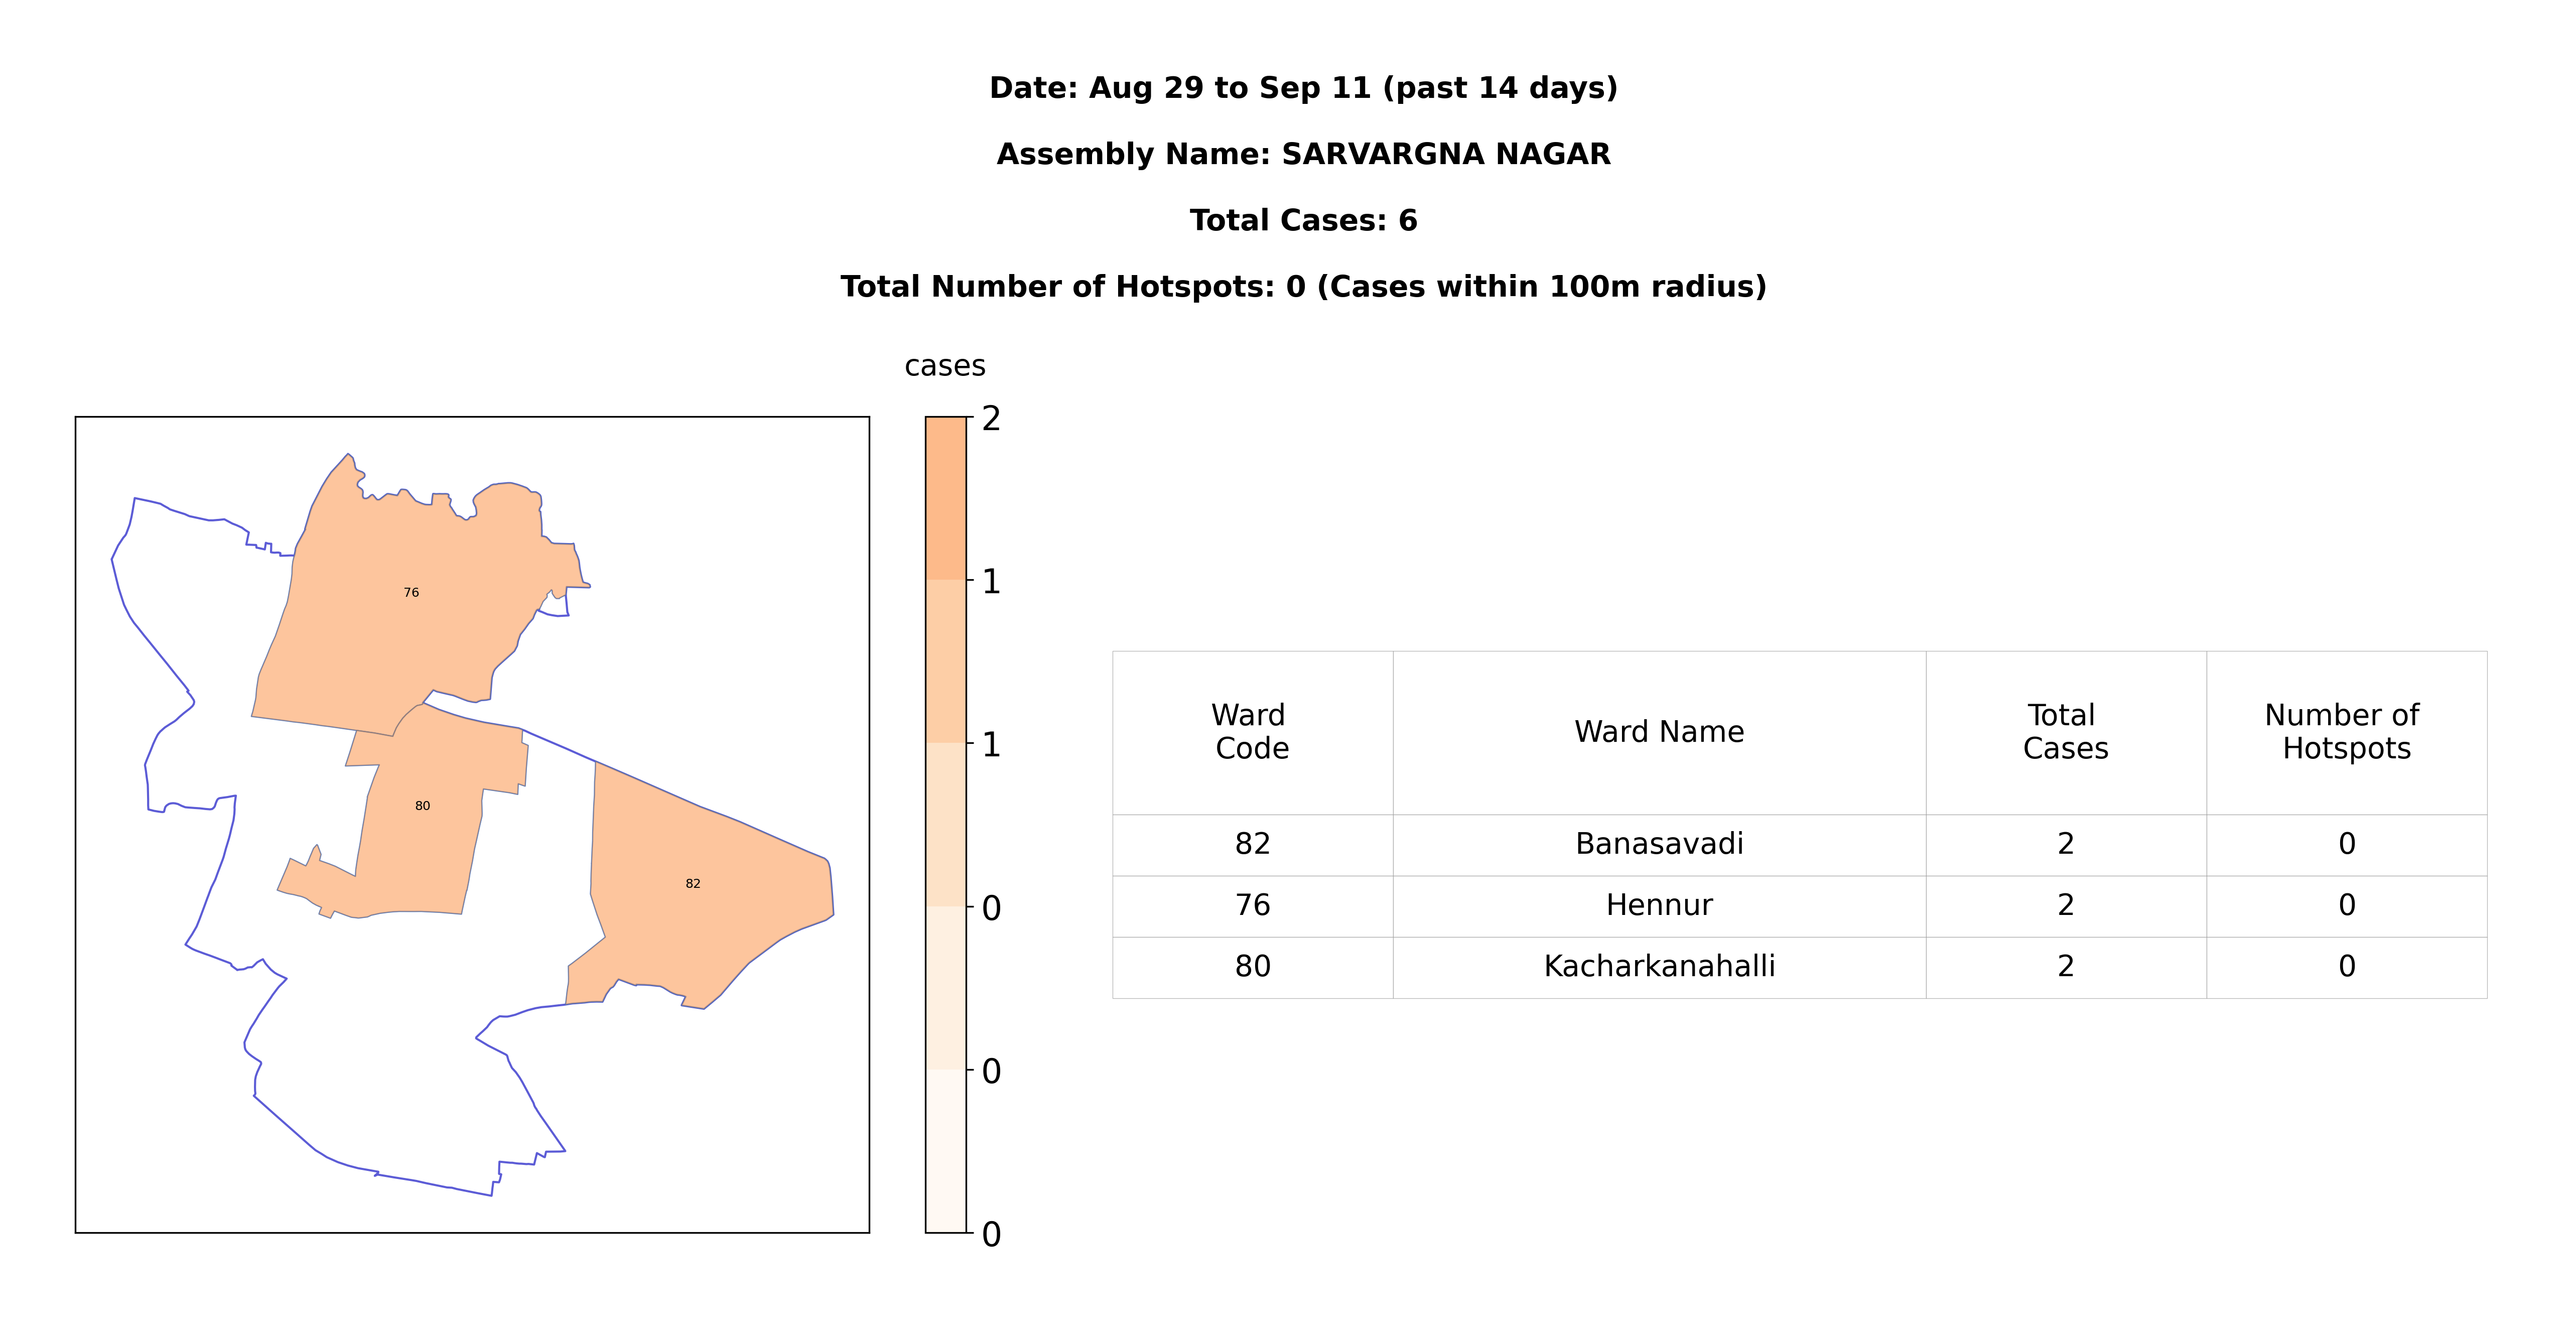 Date: Aug 29 to Sep 11 (past 14 days)
Assembly Name: SARVARGNA NAGAR
Total Cases: 6
Total Number of Hotspots: 0 (Cases within 100m radius)
cases
2
1
1
0
0
0
76
80
82
Ward Code Ward Name Total Cases Number of Hotspots
82 Banasavadi 2 0
76 Hennur 2 0
80 Kacharkanahalli 2 0